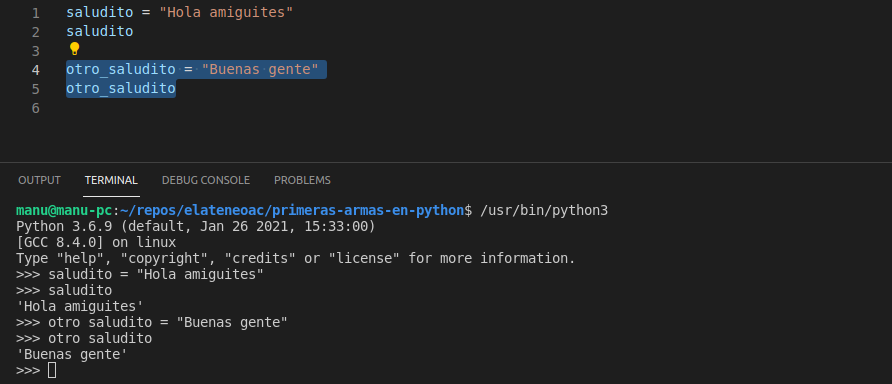 1 saludito = "Hola amiguites"
2 saludito
3
4 otro_saludito = "Buenas gente"
5 otro_saludito
6
OUTPUT TERMINAL DEBUG CONSOLE PROBLEMS
manu@manu-pc:~/repos/elateneoac/primeras-armas-en-python$ /usr/bin/python3
Python 3.6.9 (default, Jan 26 2021, 15:33:00)
[GCC 8.4.0] on linux
Type "help", "copyright", "credits" or "license" for more information.
>>> saludito = "Hola amiguites"
>>> saludito
'Hola amiguites'
>>> otro saludito = "Buenas gente"
>>> otro saludito
'Buenas gente'
>>>